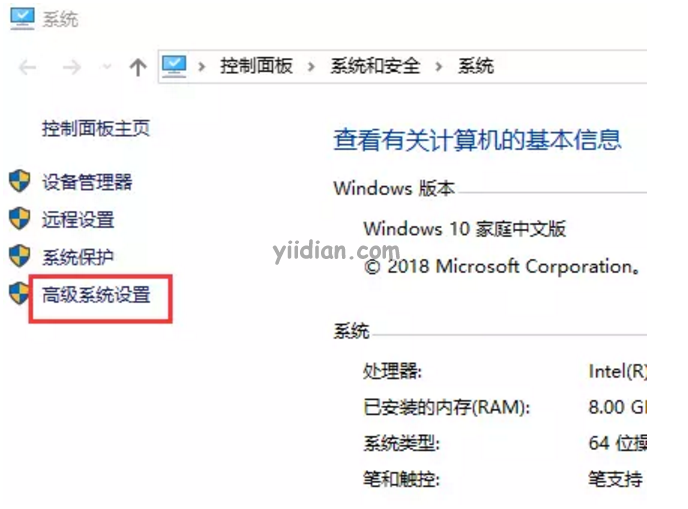 系统
控制面板 › 系统和安全 › 系统
控制面板主页
设备管理器
远程设置
系统保护
高级系统设置
查看有关计算机的基本信息
Windows 版本
Windows 10 家庭中文版
© 2018 Microsoft Corporation。
yiidian.com
系统
处理器: Intel(R)
已安装的内存(RAM): 8.00 G
系统类型: 64 位操
笔和触控: 笔支持